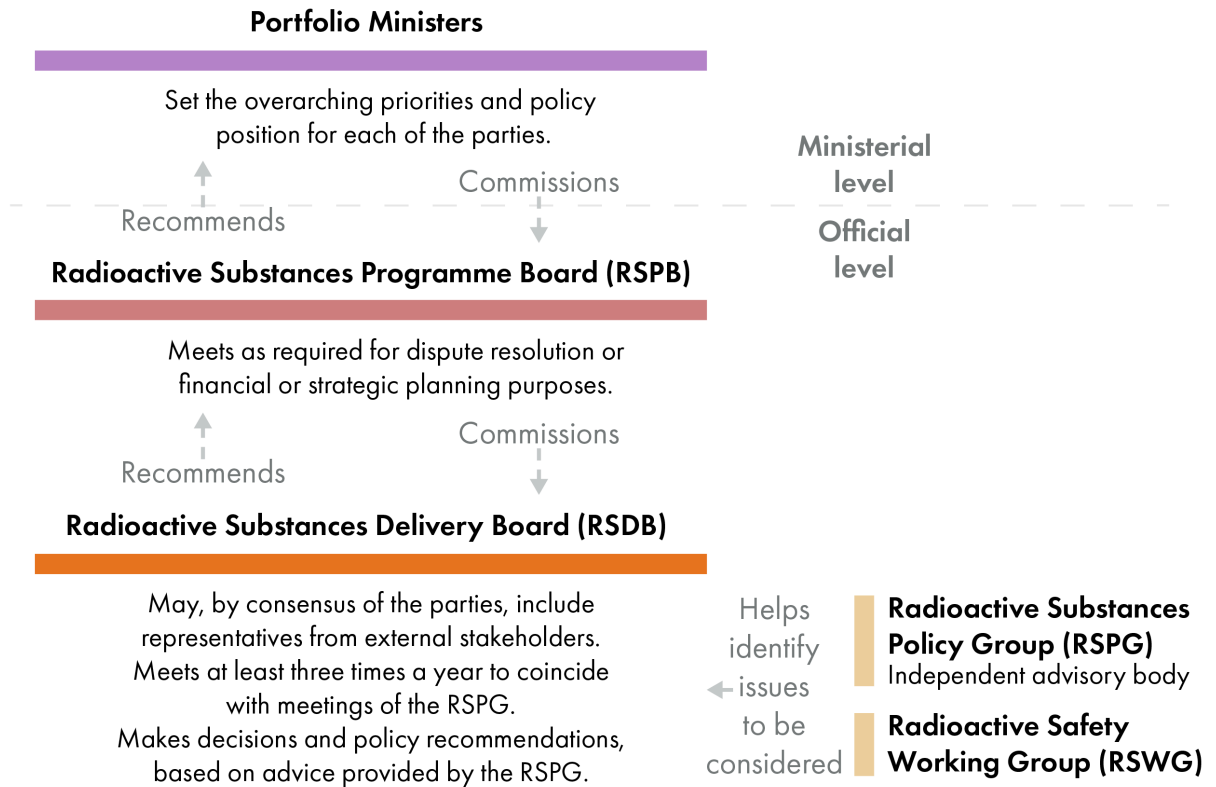 Portfolio Ministers
Set the overarching priorities and policy
position for each of the parties.
Ministerial
level
Commissions
Recommends
Official
level
Radioactive Substances Programme Board (RSPB)
Meets as required for dispute resolution or
financial or strategic planning purposes.
Commissions
Recommends
Radioactive Substances Delivery Board (RSDB)
May, by consensus of the parties, include
representatives from external stakeholders.
Meets at least three times a year to coincide
with meetings of the RSPG.
Makes decisions and policy recommendations,
based on advice provided by the RSPG.
Helps
identify
issues
to be
considered
Radioactive Substances
Policy Group (RSPG)
Independent advisory body
Radioactive Safety
Working Group (RSWG)